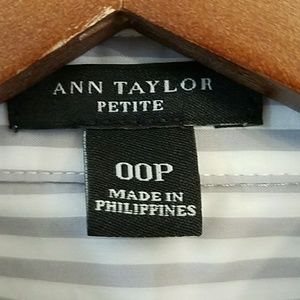 ANN TAYLOR
PETITE
00P
MADE IN
PHILIPPINES